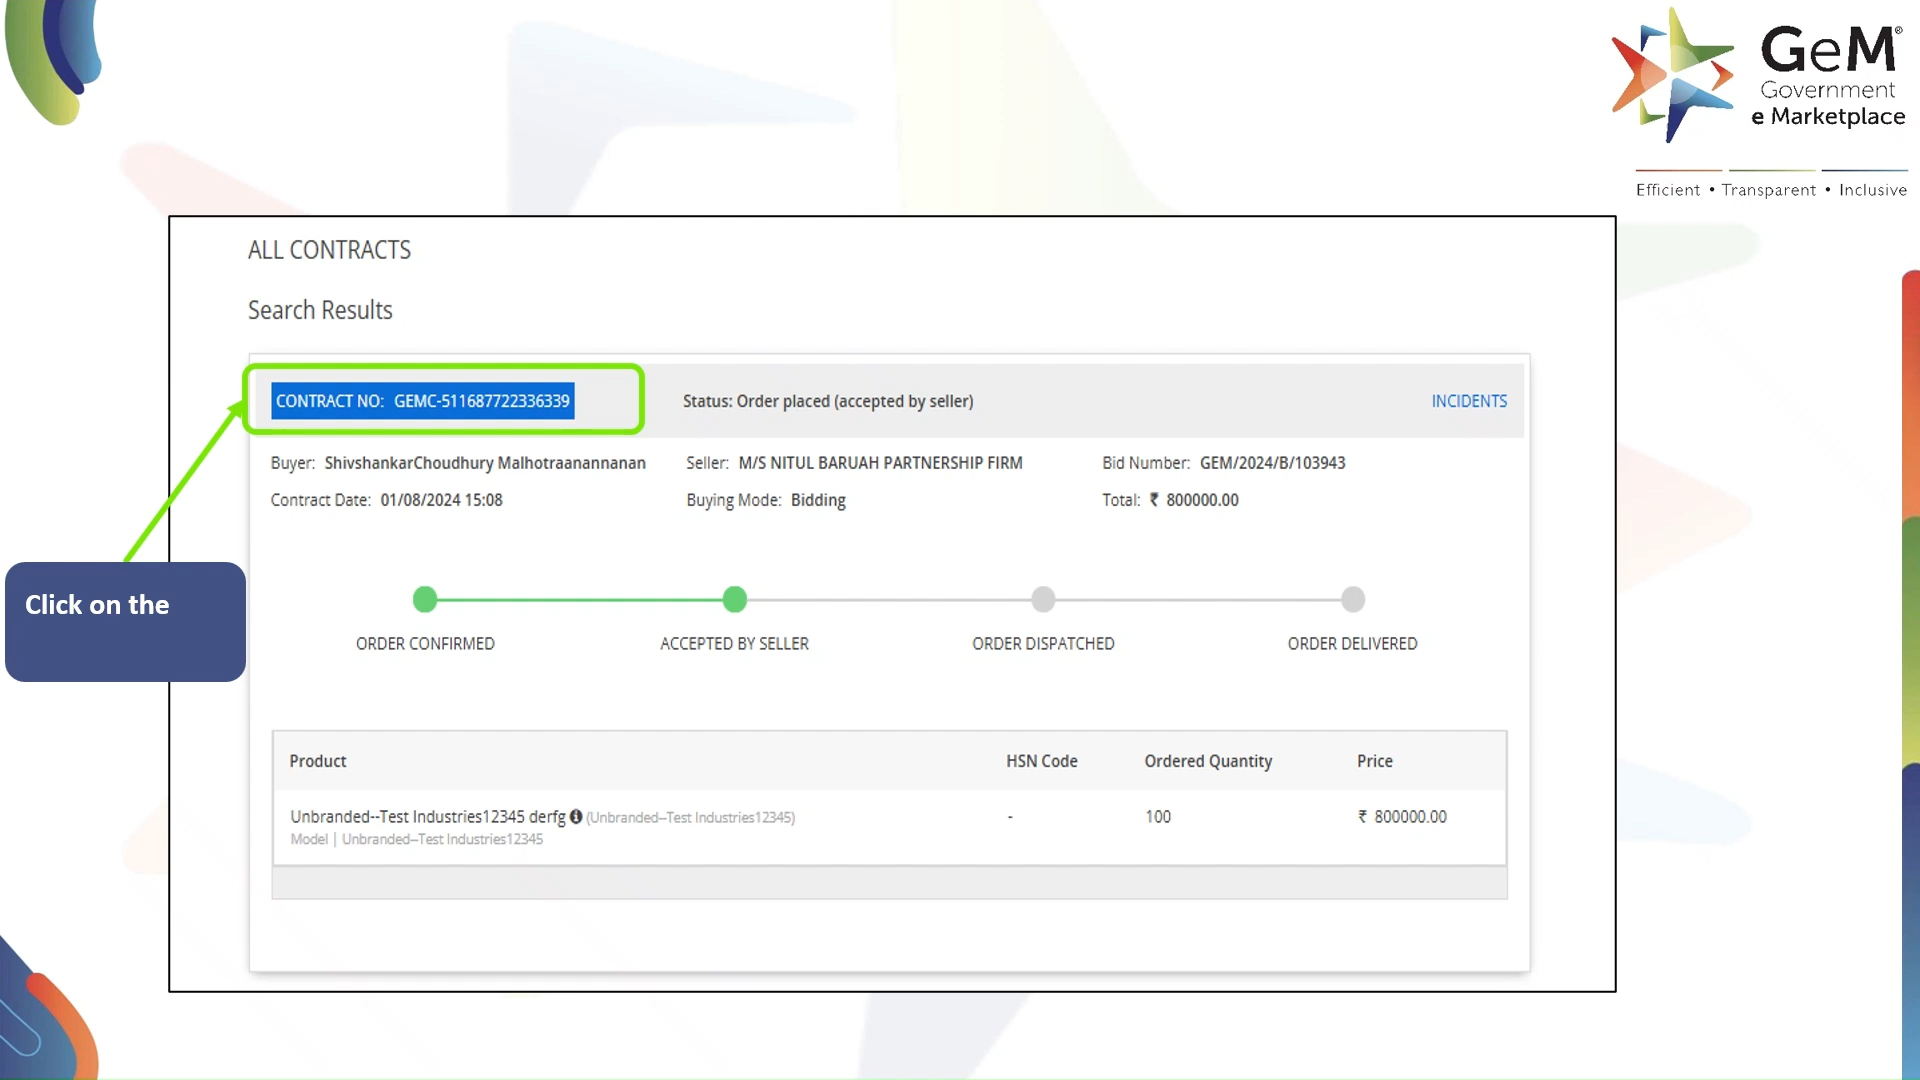 GeM®
Government
e Marketplace
Efficient • Transparent • Inclusive
ALL CONTRACTS
Search Results
CONTRACT NO: GEMC-511687722336339 Status: Order placed (accepted by seller) INCIDENTS
Buyer: ShivshankarChoudhury Malhotraanannanan Seller: M/S NITUL BARUAH PARTNERSHIP FIRM Bid Number: GEM/2024/B/103943
Contract Date: 01/08/2024 15:08 Buying Mode: Bidding Total: ₹ 800000.00
Click on the
ORDER CONFIRMED ACCEPTED BY SELLER ORDER DISPATCHED ORDER DELIVERED
Product HSN Code Ordered Quantity Price
Unbranded--Test Industries12345 derfg (Unbranded--Test Industries12345) - 100 ₹ 800000.00
Model | Unbranded--Test Industries12345